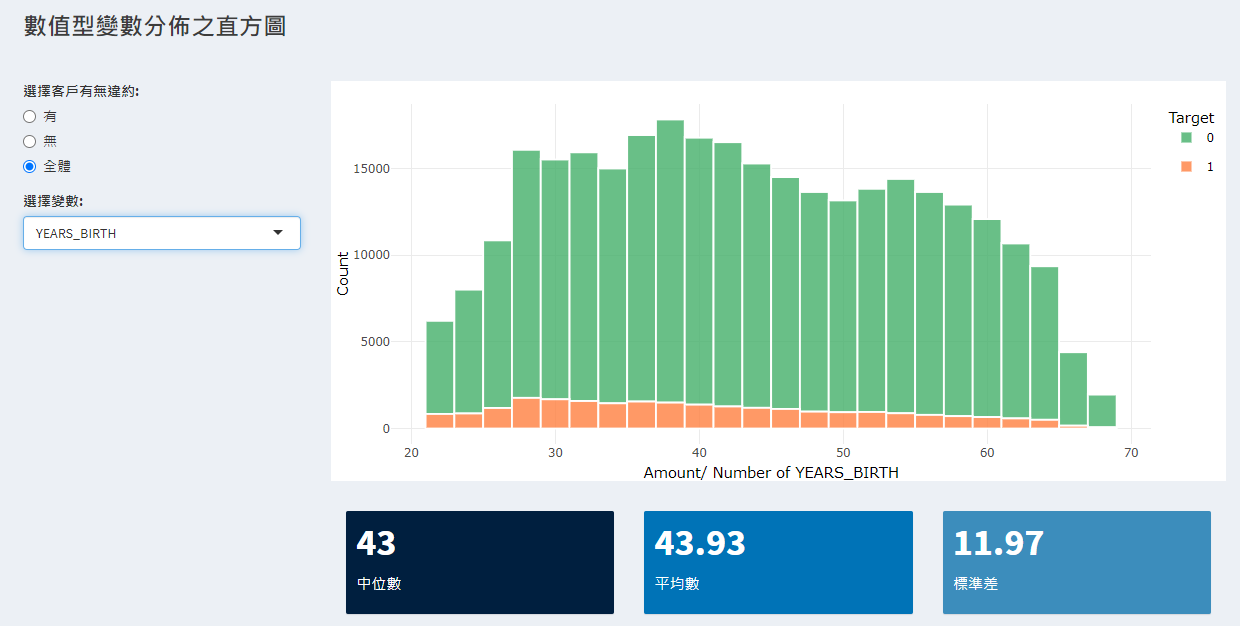 數值型變數分佈之直方圖
選擇客戶有無違約:
有
無
全體
選擇變數:
YEARS_BIRTH
Target
0
1
15000
10000
5000
0
Count
20 30 40 50 60 70
Amount/ Number of YEARS_BIRTH
43
中位數
43.93
平均數
11.97
標準差